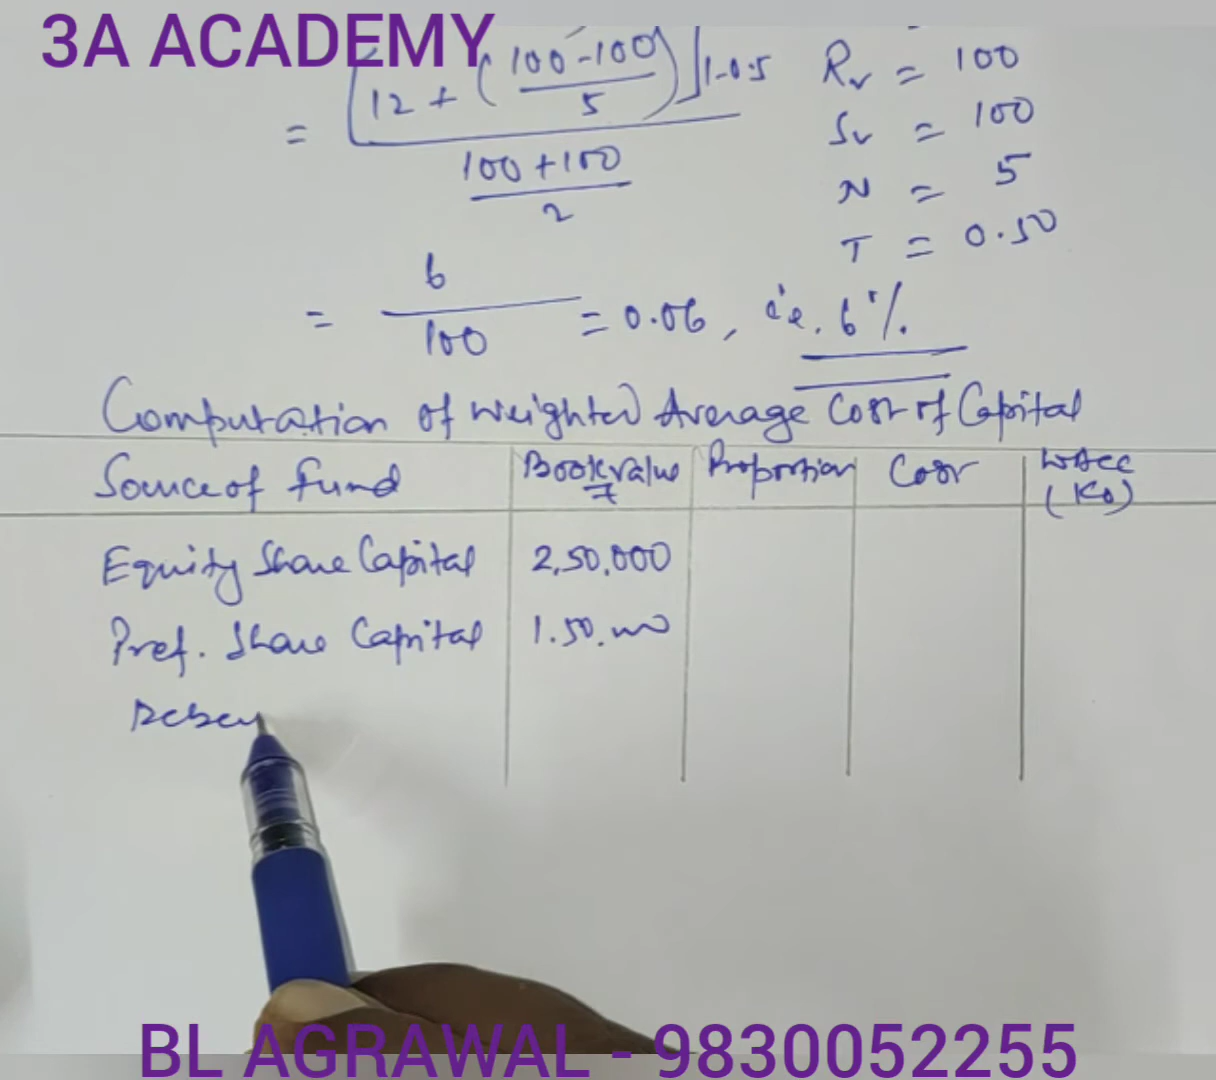 3A ACADEMY
= [12 + (100-100 / 5)] 1-0.5
100 + 100
2
Rv = 100
Sv = 100
N = 5
T = 0.50
= 6 / 100 = 0.06, i.e. 6%
Computation of Weighted Average Cost of Capital
Source of Fund Book Value ₹ Proportion Cost WACC (Ko)
Equity Share Capital 2,50,000
Pref. Share Capital 1.50.000
Deben
BL AGRAWAL - 9830052255